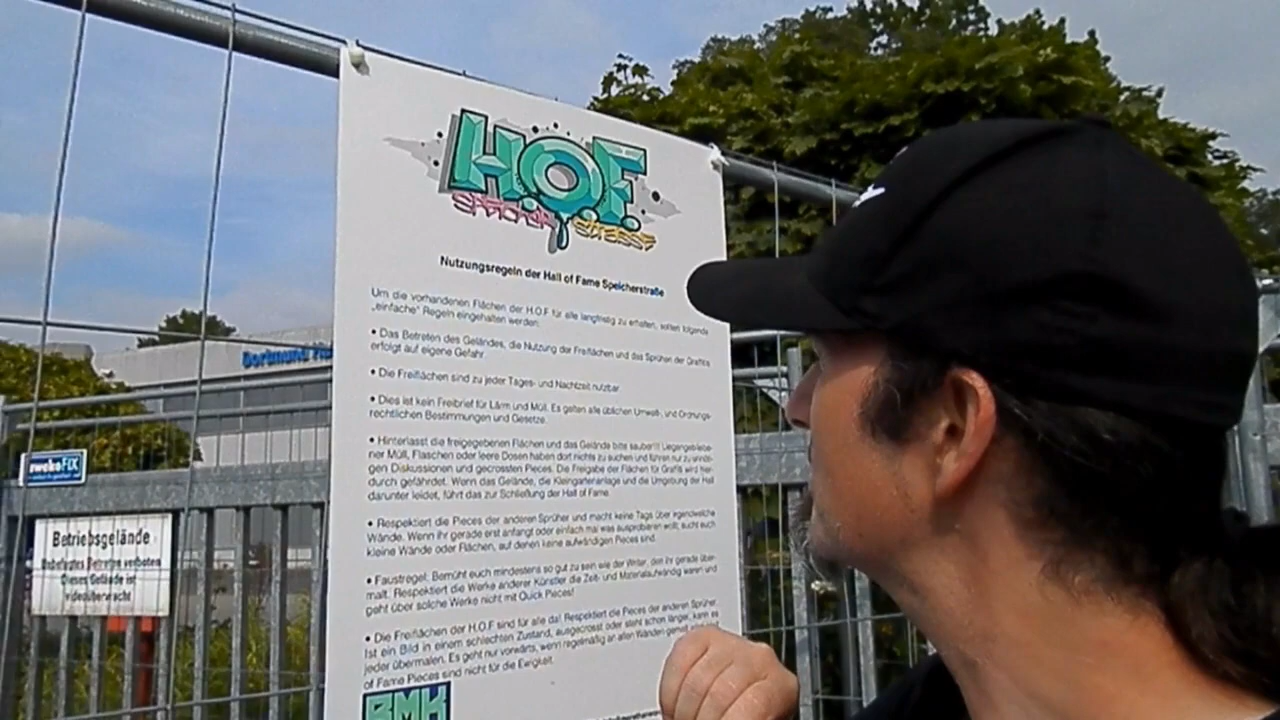 H.O.F.
SPEICHER STRASSE
Nutzungsregeln der Hall of Fame Speicherstraße
Um die vorhandenen Flächen der H.O.F für alle langfristig zu erhalten, sollten folgende
„einfache“ Regeln eingehalten werden:
• Das Betreten des Geländes, die Nutzung der Freiflächen und das Sprühen der Graffitis
erfolgt auf eigene Gefahr.
• Die Freiflächen sind zu jeder Tages- und Nachtzeit nutzbar
• Dies ist kein Freibrief für Lärm und Müll. Es gelten alle üblichen Umwelt-, und Ordnungs-
rechtlichen Bestimmungen und Gesetze.
• Hinterlasst die freigegebenen Flächen und das Gelände bitte sauber!!! Liegengebliebe-
ner Müll, Flaschen oder leere Dosen haben dort nichts zu suchen und führen nur zu unnöti-
gen Diskussionen und gecrossten Pieces. Die Freigabe der Flächen für Graffiti wird hier-
durch gefährdet. Wenn das Gelände, die Kleingartenanlage und die Umgebung der Hall
darunter leidet, führt das zur Schließung der Hall of Fame.
• Respektiert die Pieces der anderen Sprüher und macht keine Tags über irgendwelche
Wände. Wenn ihr gerade erst anfangt oder einfach mal was ausprobieren wollt, sucht euch
kleine Wände oder Flächen, auf denen keine aufwändigen Pieces sind.
• Faustregel: Bemüht euch mindestens so gut zu sein wie der Writer, den ihr gerade über-
malt. Respektiert die Werke anderer Künstler die Zeit- und Materialaufwändig waren und
geht über solche Werke nicht mit Quick Pieces!
• Die Freiflächen der H.O.F sind für alle da! Respektiert die Pieces der anderen Sprüher.
Ist ein Bild in einem schlechten Zustand, ausgecrosst oder steht schon länger, kann es
jeder übermalen. Es geht nur vorwärts, wenn regelmäßig an allen Wänden gemalt
of Fame Pieces sind nicht für die Ewigkeit.
BMK
Dortmund
zwekaFIX
Betriebsgelände
Unbefugtes Betreten verboten
Dieses Gelände ist
videoüberwacht